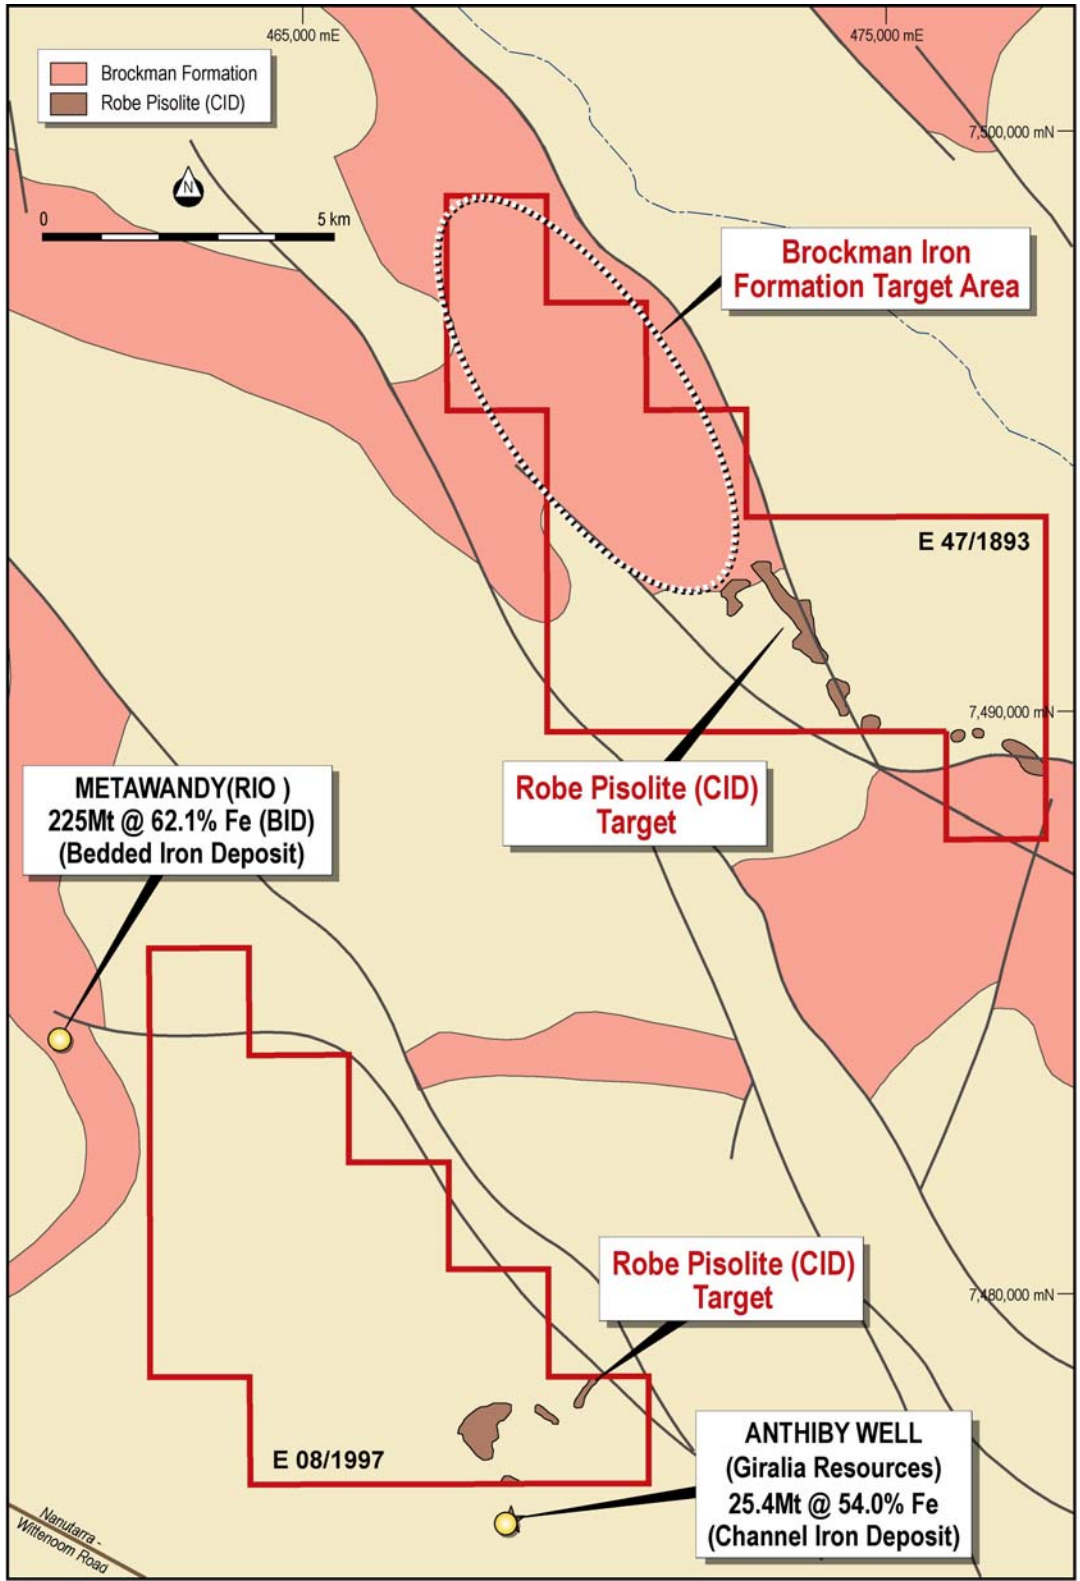 465,000 mE
475,000 mE
Brockman Formation
Robe Pisolite (CID)
7,500,000 mN
N
0
5 km
Brockman Iron
Formation Target Area
E 47/1893
7,490,000 mN
METAWANDY(RIO )
225Mt @ 62.1% Fe (BID)
(Bedded Iron Deposit)
Robe Pisolite (CID)
Target
Robe Pisolite (CID)
Target
7,480,000 mN
E 08/1997
ANTHIBY WELL
(Giralia Resources)
25.4Mt @ 54.0% Fe
(Channel Iron Deposit)
Nanutarra -
Wittenoom Road